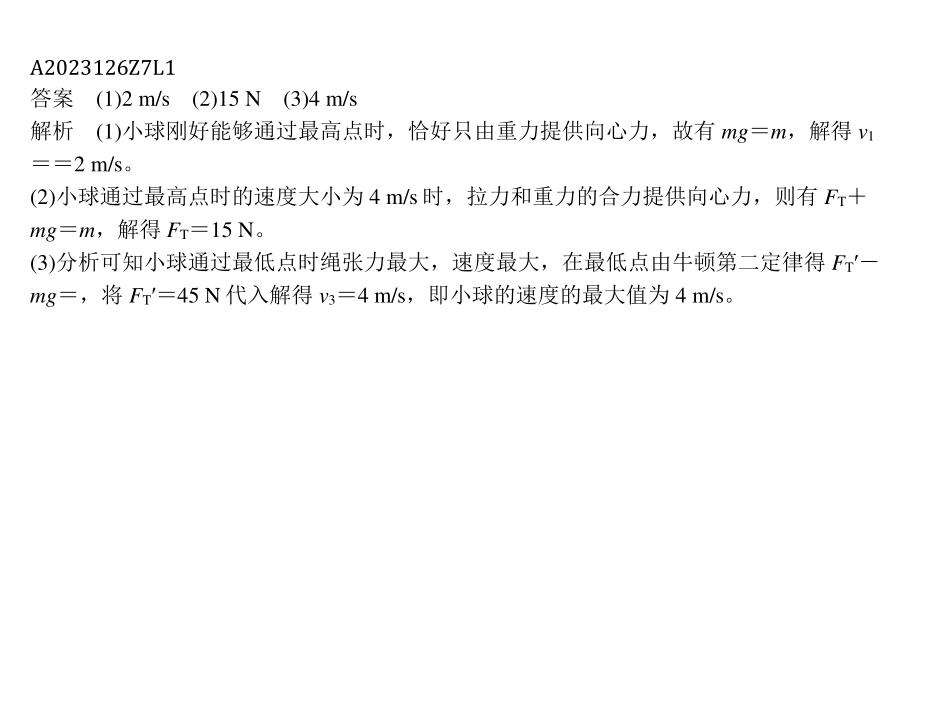 A2023126Z7L1
答案 (1)2 m/s (2)15 N (3)4 m/s
解析 (1)小球刚好能够通过最高点时，恰好只由重力提供向心力，故有 mg＝m，解得 v₁
＝＝2 m/s。
(2)小球通过最高点时的速度大小为 4 m/s 时，拉力和重力的合力提供向心力，则有 F_T＋
mg＝m，解得 F_T＝15 N。
(3)分析可知小球通过最低点时绳张力最大，速度最大，在最低点由牛顿第二定律得 F_T′－
mg＝，将 F_T′＝45 N 代入解得 v₃＝4 m/s，即小球的速度的最大值为 4 m/s。